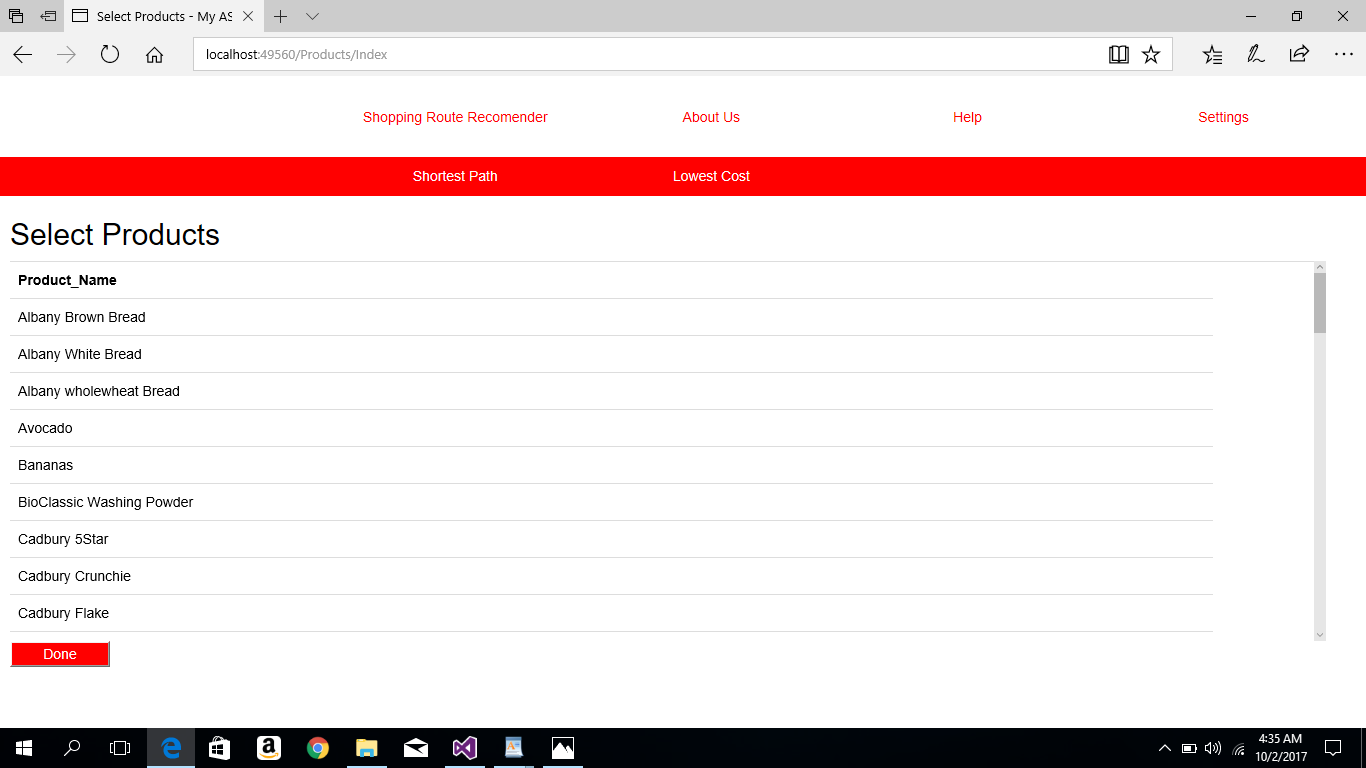 Select Products - My AS
localhost:49560/Products/Index
Shopping Route Recomender About Us Help Settings
Shortest Path Lowest Cost
Select Products
Product_Name
Albany Brown Bread
Albany White Bread
Albany wholewheat Bread
Avocado
Bananas
BioClassic Washing Powder
Cadbury 5Star
Cadbury Crunchie
Cadbury Flake
Done
4:35 AM
10/2/2017